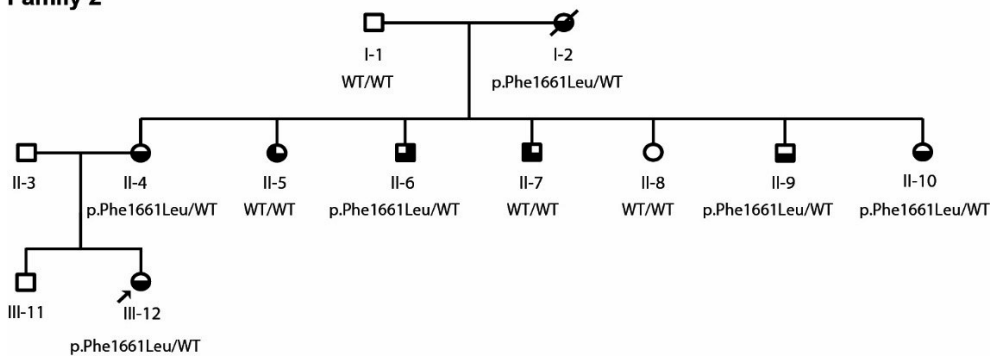 Family 2
I-1 I-2
WT/WT p.Phe1661Leu/WT
II-3 II-4 II-5 II-6 II-7 II-8 II-9 II-10
p.Phe1661Leu/WT WT/WT p.Phe1661Leu/WT WT/WT WT/WT p.Phe1661Leu/WT p.Phe1661Leu/WT
III-11 III-12
p.Phe1661Leu/WT